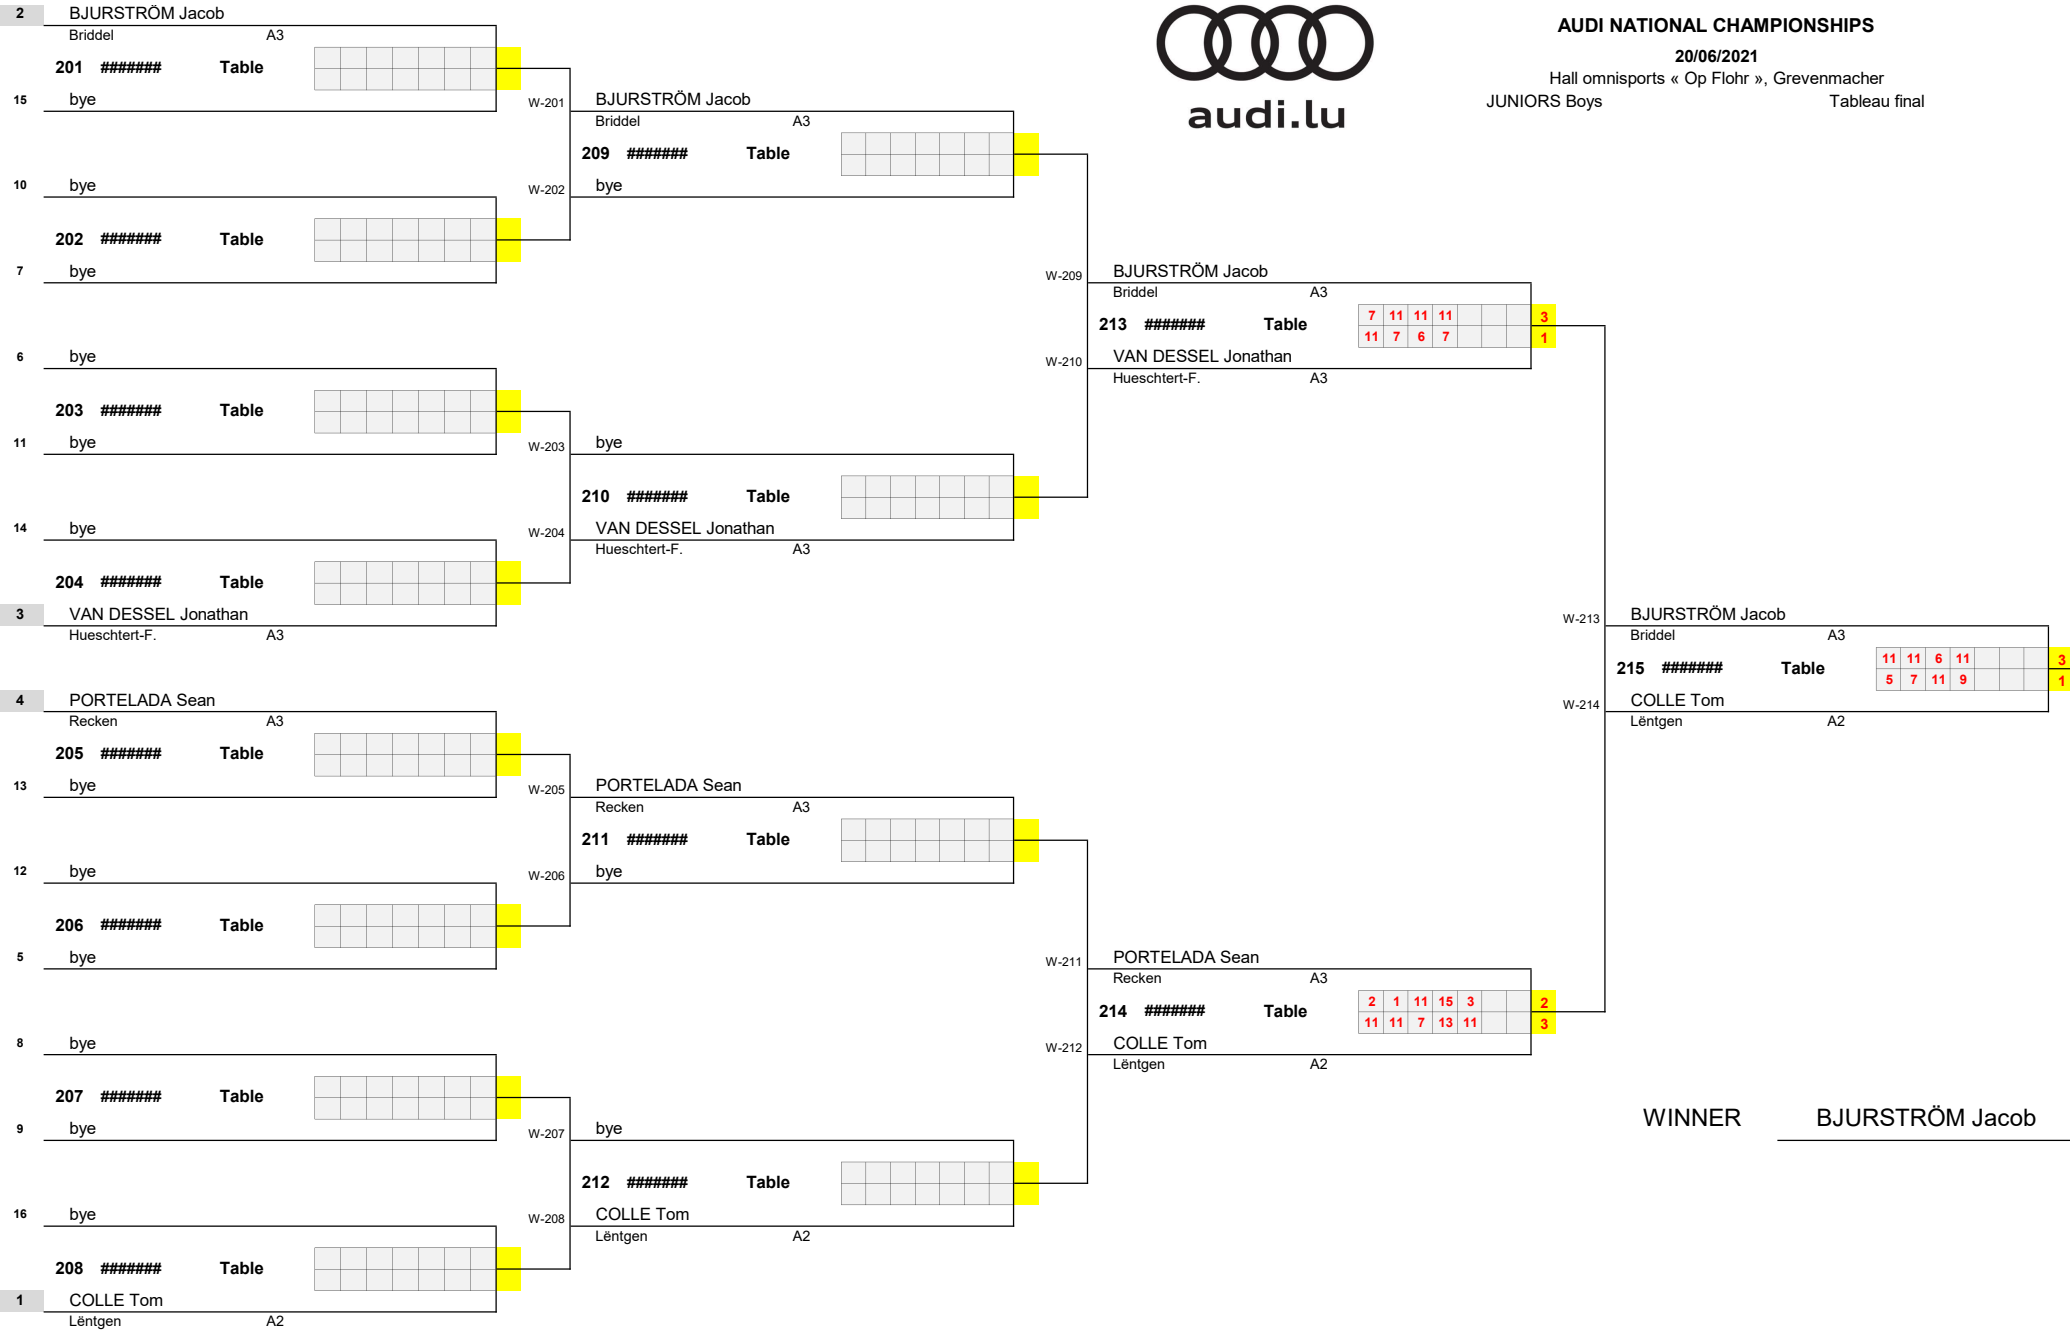 AUDI NATIONAL CHAMPIONSHIPS
20/06/2021
Hall omnisports « Op Flohr », Grevenmacher
JUNIORS Boys Tableau final
audi.lu
2 BJURSTRÖM Jacob
Briddel A3
201 ####### Table
15 bye
10 bye
202 ####### Table
7 bye
6 bye
203 ####### Table
11 bye
14 bye
204 ####### Table
3 VAN DESSEL Jonathan
Hueschtert-F. A3
4 PORTELADA Sean
Recken A3
205 ####### Table
13 bye
12 bye
206 ####### Table
5 bye
8 bye
207 ####### Table
9 bye
16 bye
208 ####### Table
1 COLLE Tom
Lëntgen A2
W-201 BJURSTRÖM Jacob
Briddel A3
209 ####### Table
W-202 bye
W-203 bye
210 ####### Table
W-204 VAN DESSEL Jonathan
Hueschtert-F. A3
W-205 PORTELADA Sean
Recken A3
211 ####### Table
W-206 bye
W-207 bye
212 ####### Table
W-208 COLLE Tom
Lëntgen A2
W-209 BJURSTRÖM Jacob
Briddel A3
7 11 11 11 3
213 ####### Table
11 7 6 7 1
W-210 VAN DESSEL Jonathan
Hueschtert-F. A3
W-211 PORTELADA Sean
Recken A3
2 1 11 15 3 2
214 ####### Table
11 11 7 13 11 3
W-212 COLLE Tom
Lëntgen A2
W-213 BJURSTRÖM Jacob
Briddel A3
11 11 6 11 3
215 ####### Table
5 7 11 9 1
W-214 COLLE Tom
Lëntgen A2
WINNER BJURSTRÖM Jacob